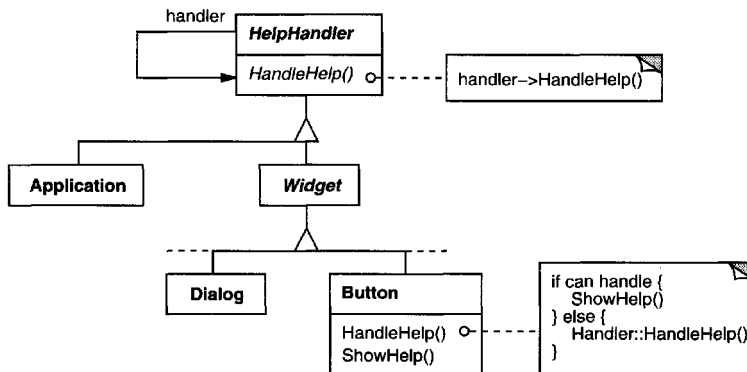 handler
HelpHandler
HandleHelp()
handler->HandleHelp()
Application
Widget
Dialog
Button
HandleHelp()
ShowHelp()
if can handle {
ShowHelp()
} else {
Handler::HandleHelp()
}